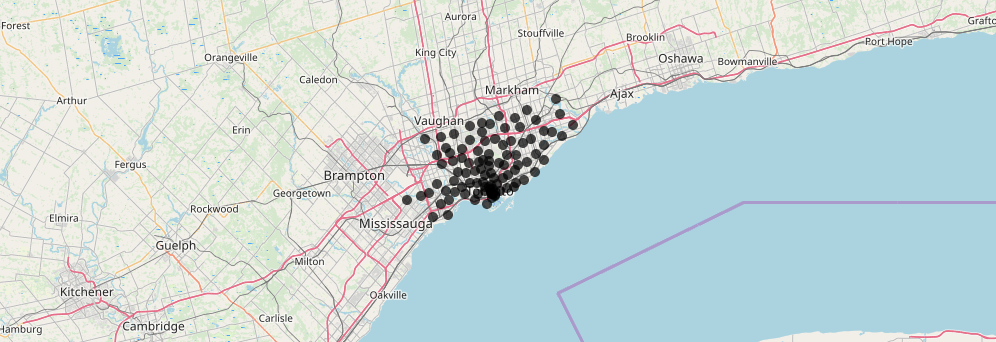 Aurora
Forest
Stouffville
Grafto
Brooklin
Port Hope
King City
Orangeville
Oshawa
Bowmanville
Caledon
Markham
Ajax
Arthur
Vaughan
Erin
Fergus
Brampton
Georgetown
Rockwood
Elmira
Mississauga
Guelph
Milton
Kitchener
Oakville
Carlisle
Hamburg
Cambridge